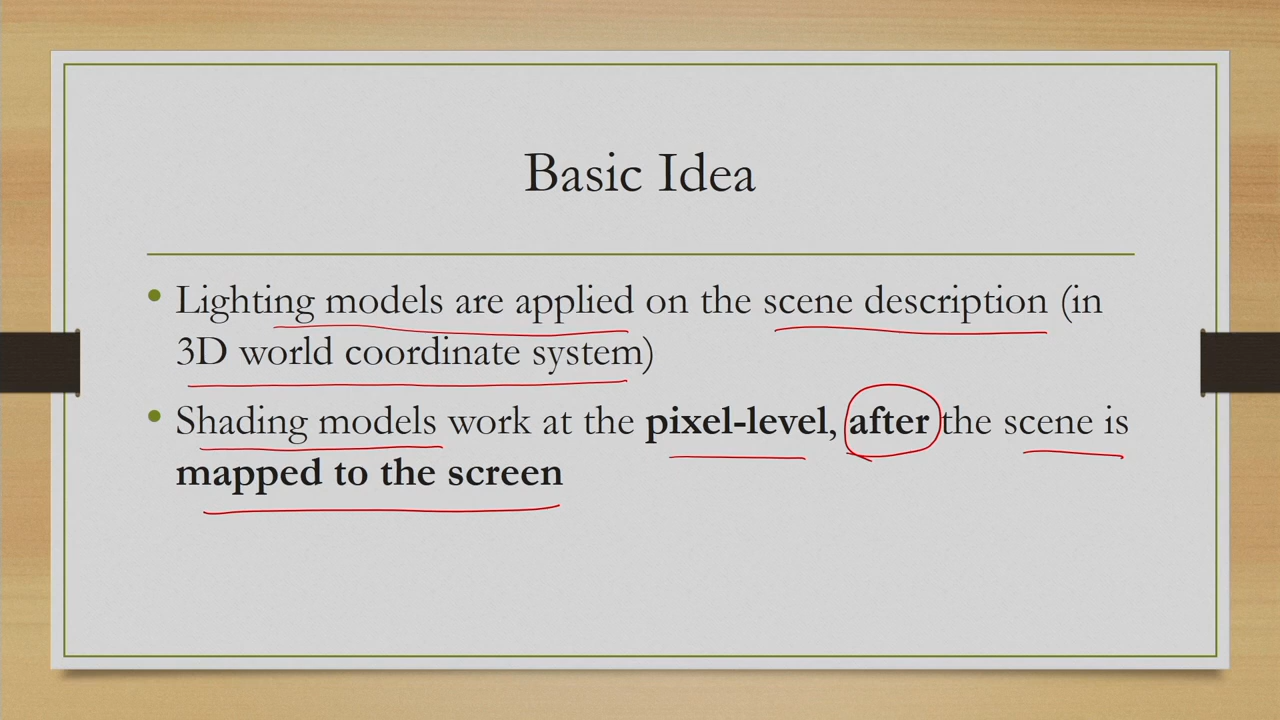 Basic Idea
• Lighting models are applied on the scene description (in
3D world coordinate system)
• Shading models work at the pixel-level, after the scene is
mapped to the screen